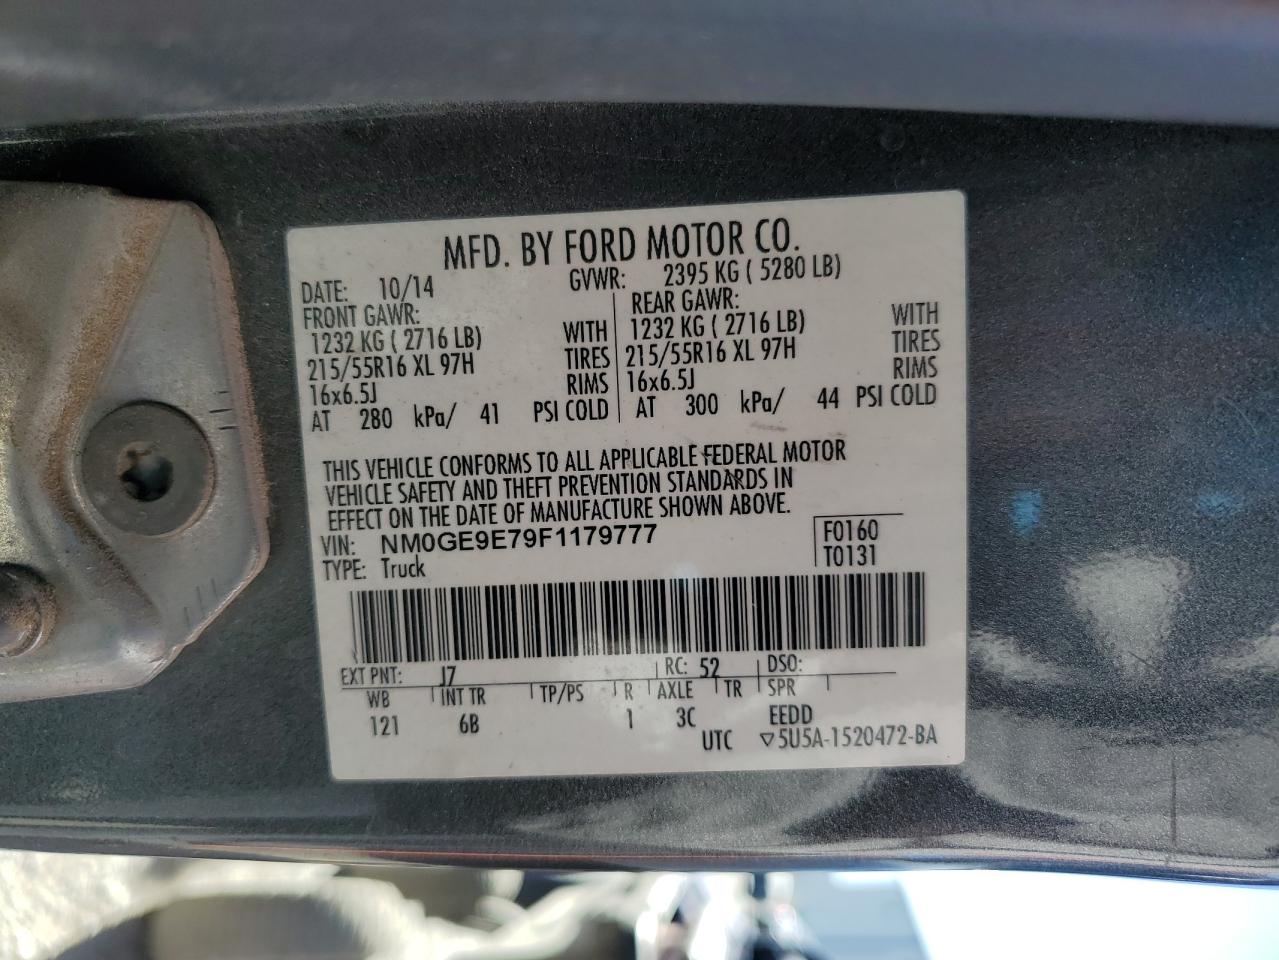 MFD. BY FORD MOTOR CO.
DATE: 10/14 GVWR: 2395 KG ( 5280 LB)
FRONT GAWR: REAR GAWR:
1232 KG ( 2716 LB) WITH 1232 KG ( 2716 LB) WITH
215/55R16 XL 97H TIRES 215/55R16 XL 97H TIRES
16x6.5J RIMS 16x6.5J RIMS
AT 280 kPa/ 41 PSI COLD AT 300 kPa/ 44 PSI COLD
THIS VEHICLE CONFORMS TO ALL APPLICABLE FEDERAL MOTOR
VEHICLE SAFETY AND THEFT PREVENTION STANDARDS IN
EFFECT ON THE DATE OF MANUFACTURE SHOWN ABOVE.
VIN: NM0GE9E79F1179777 F0160
TYPE: Truck T0131
EXT PNT: J7 RC: 52 DSO:
WB INT TR TP/PS R AXLE TR SPR
121 6B 1 3C EEDD
UTC ▽5U5A-1520472-BA